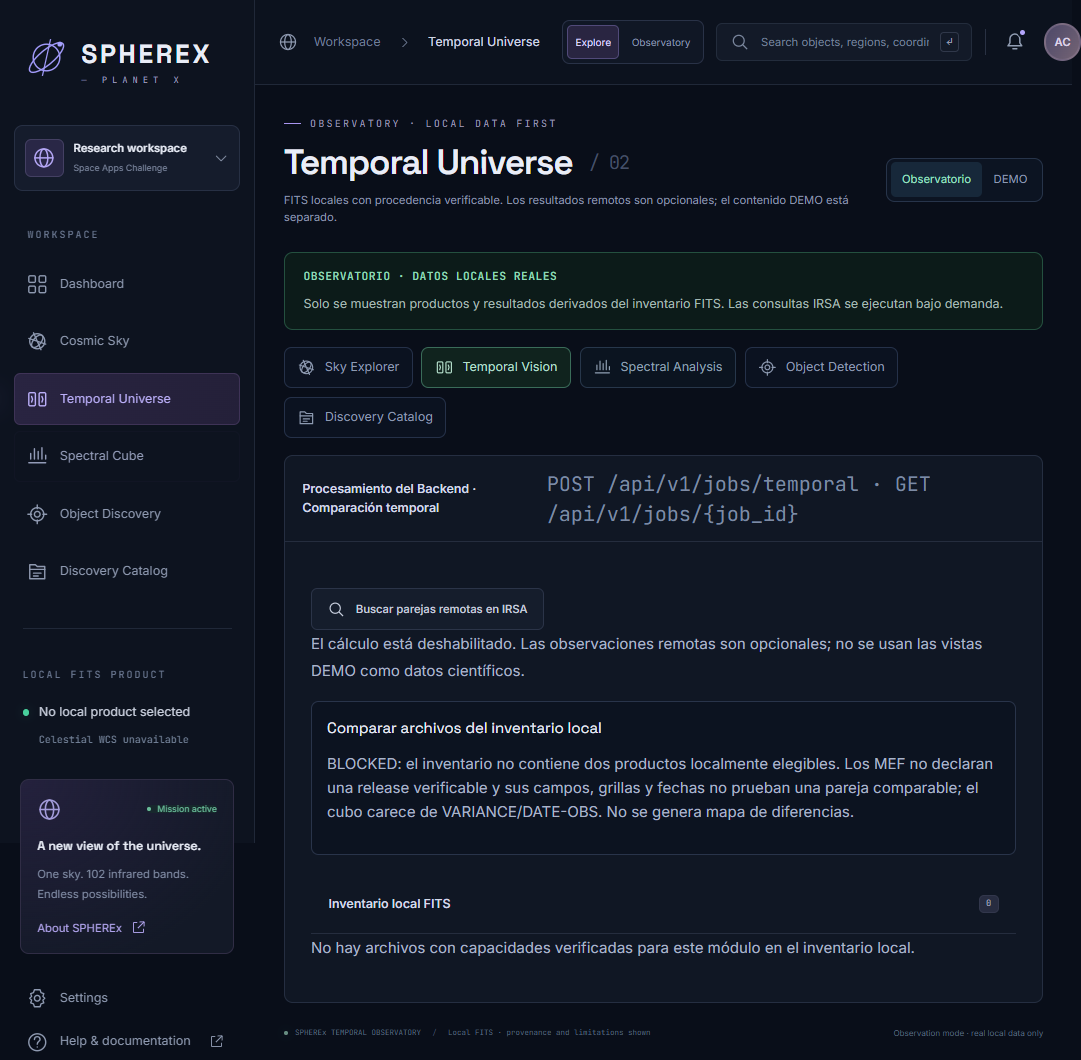 SPHEREX
— PLANET X
Research workspace
Space Apps Challenge
WORKSPACE
Dashboard
Cosmic Sky
Temporal Universe
Spectral Cube
Object Discovery
Discovery Catalog
LOCAL FITS PRODUCT
No local product selected
Celestial WCS unavailable
Mission active
A new view of the universe.
One sky. 102 infrared bands.
Endless possibilities.
About SPHEREx
Settings
Help & documentation
Workspace
Temporal Universe
Explore
Observatory
Search objects, regions, coordin
AC
OBSERVATORY · LOCAL DATA FIRST
Temporal Universe / 02
FITS locales con procedencia verificable. Los resultados remotos son opcionales; el contenido DEMO está
separado.
Observatorio
DEMO
OBSERVATORIO · DATOS LOCALES REALES
Solo se muestran productos y resultados derivados del inventario FITS. Las consultas IRSA se ejecutan bajo demanda.
Sky Explorer
Temporal Vision
Spectral Analysis
Object Detection
Discovery Catalog
Procesamiento del Backend ·
Comparación temporal
POST /api/v1/jobs/temporal · GET
/api/v1/jobs/{job_id}
Buscar parejas remotas en IRSA
El cálculo está deshabilitado. Las observaciones remotas son opcionales; no se usan las vistas
DEMO como datos científicos.
Comparar archivos del inventario local
BLOCKED: el inventario no contiene dos productos localmente elegibles. Los MEF no declaran
una release verificable y sus campos, grillas y fechas no prueban una pareja comparable; el
cubo carece de VARIANCE/DATE-OBS. No se genera mapa de diferencias.
Inventario local FITS
0
No hay archivos con capacidades verificadas para este módulo en el inventario local.
SPHEREx TEMPORAL OBSERVATORY / Local FITS · provenance and limitations shown
Observation mode · real local data only